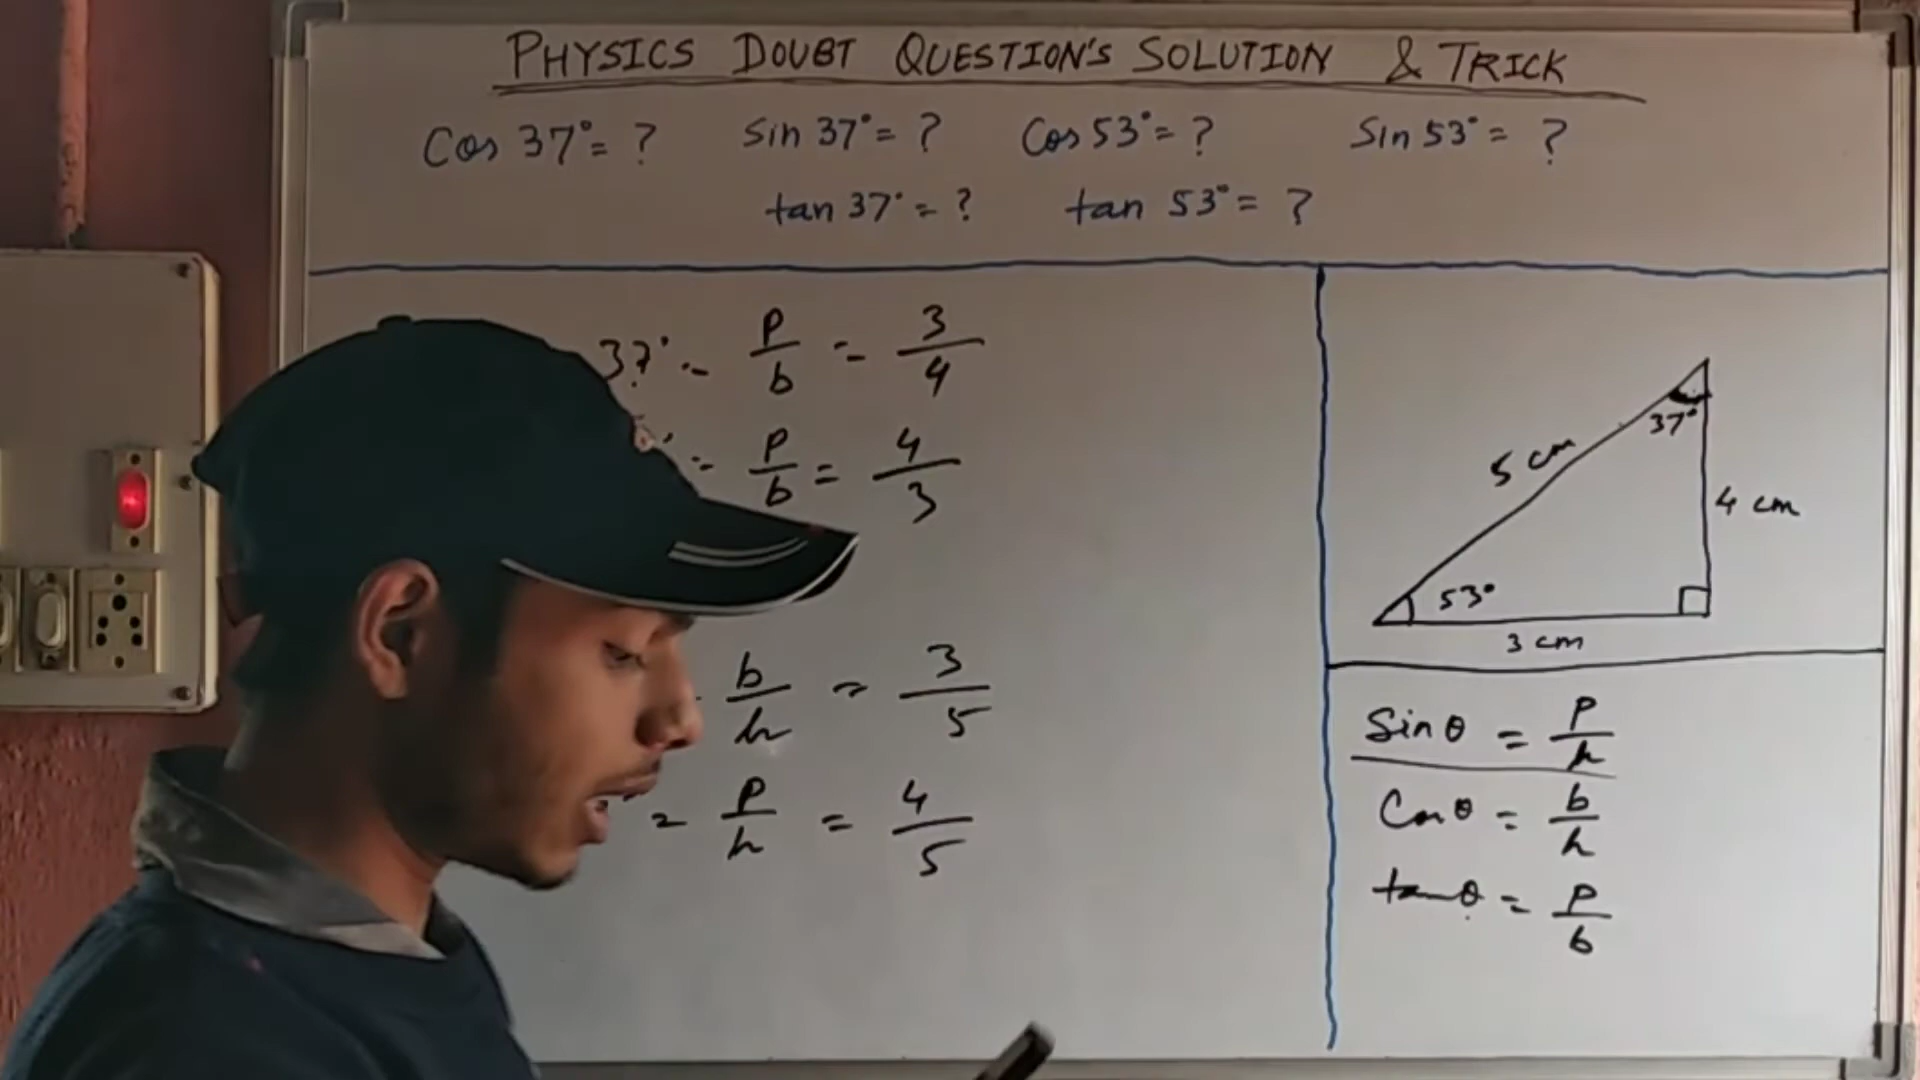 PHYSICS DOUBT QUESTION'S SOLUTION & TRICK
Cos 37° = ? Sin 37° = ? Cos 53° = ? Sin 53° = ?
tan 37° = ? tan 53° = ?
37° = P/b = 3/4
= P/b = 4/3
b/h = 3/5
= P/h = 4/5
37°
5 cm
4 cm
53°
3 cm
Sin θ = P/h
Cos θ = b/h
tan θ = P/b